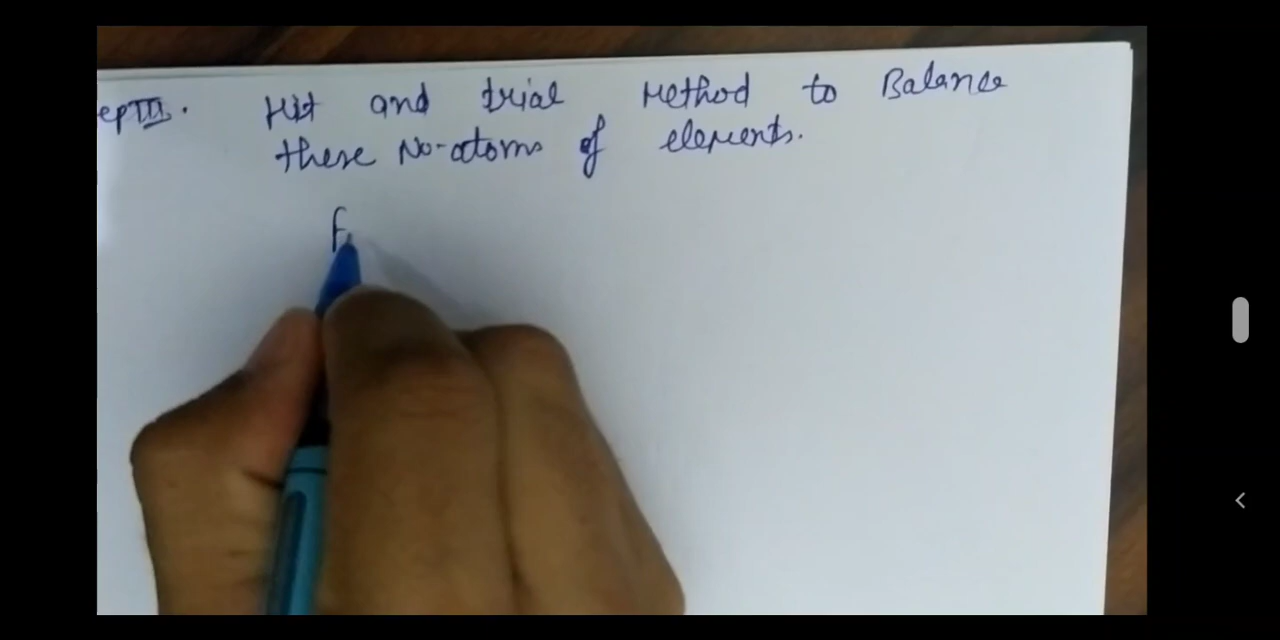 epIII. Hit and trial Method to Balance
these No-atoms of elements.
F